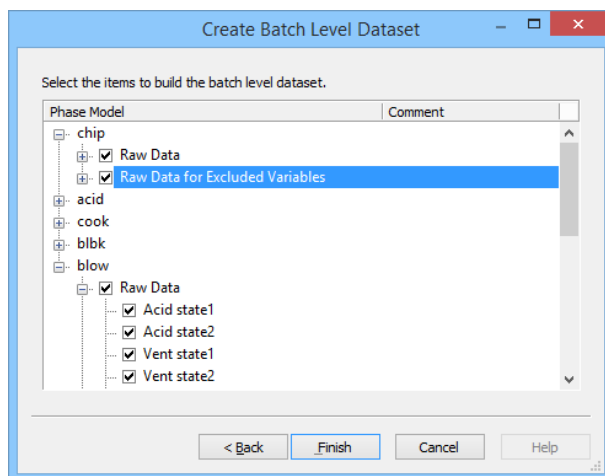 Create Batch Level Dataset
Select the items to build the batch level dataset.
Phase Model Comment
chip
Raw Data
Raw Data for Excluded Variables
acid
cook
blbk
blow
Raw Data
Acid state1
Acid state2
Vent state1
Vent state2
< Back Finish Cancel Help